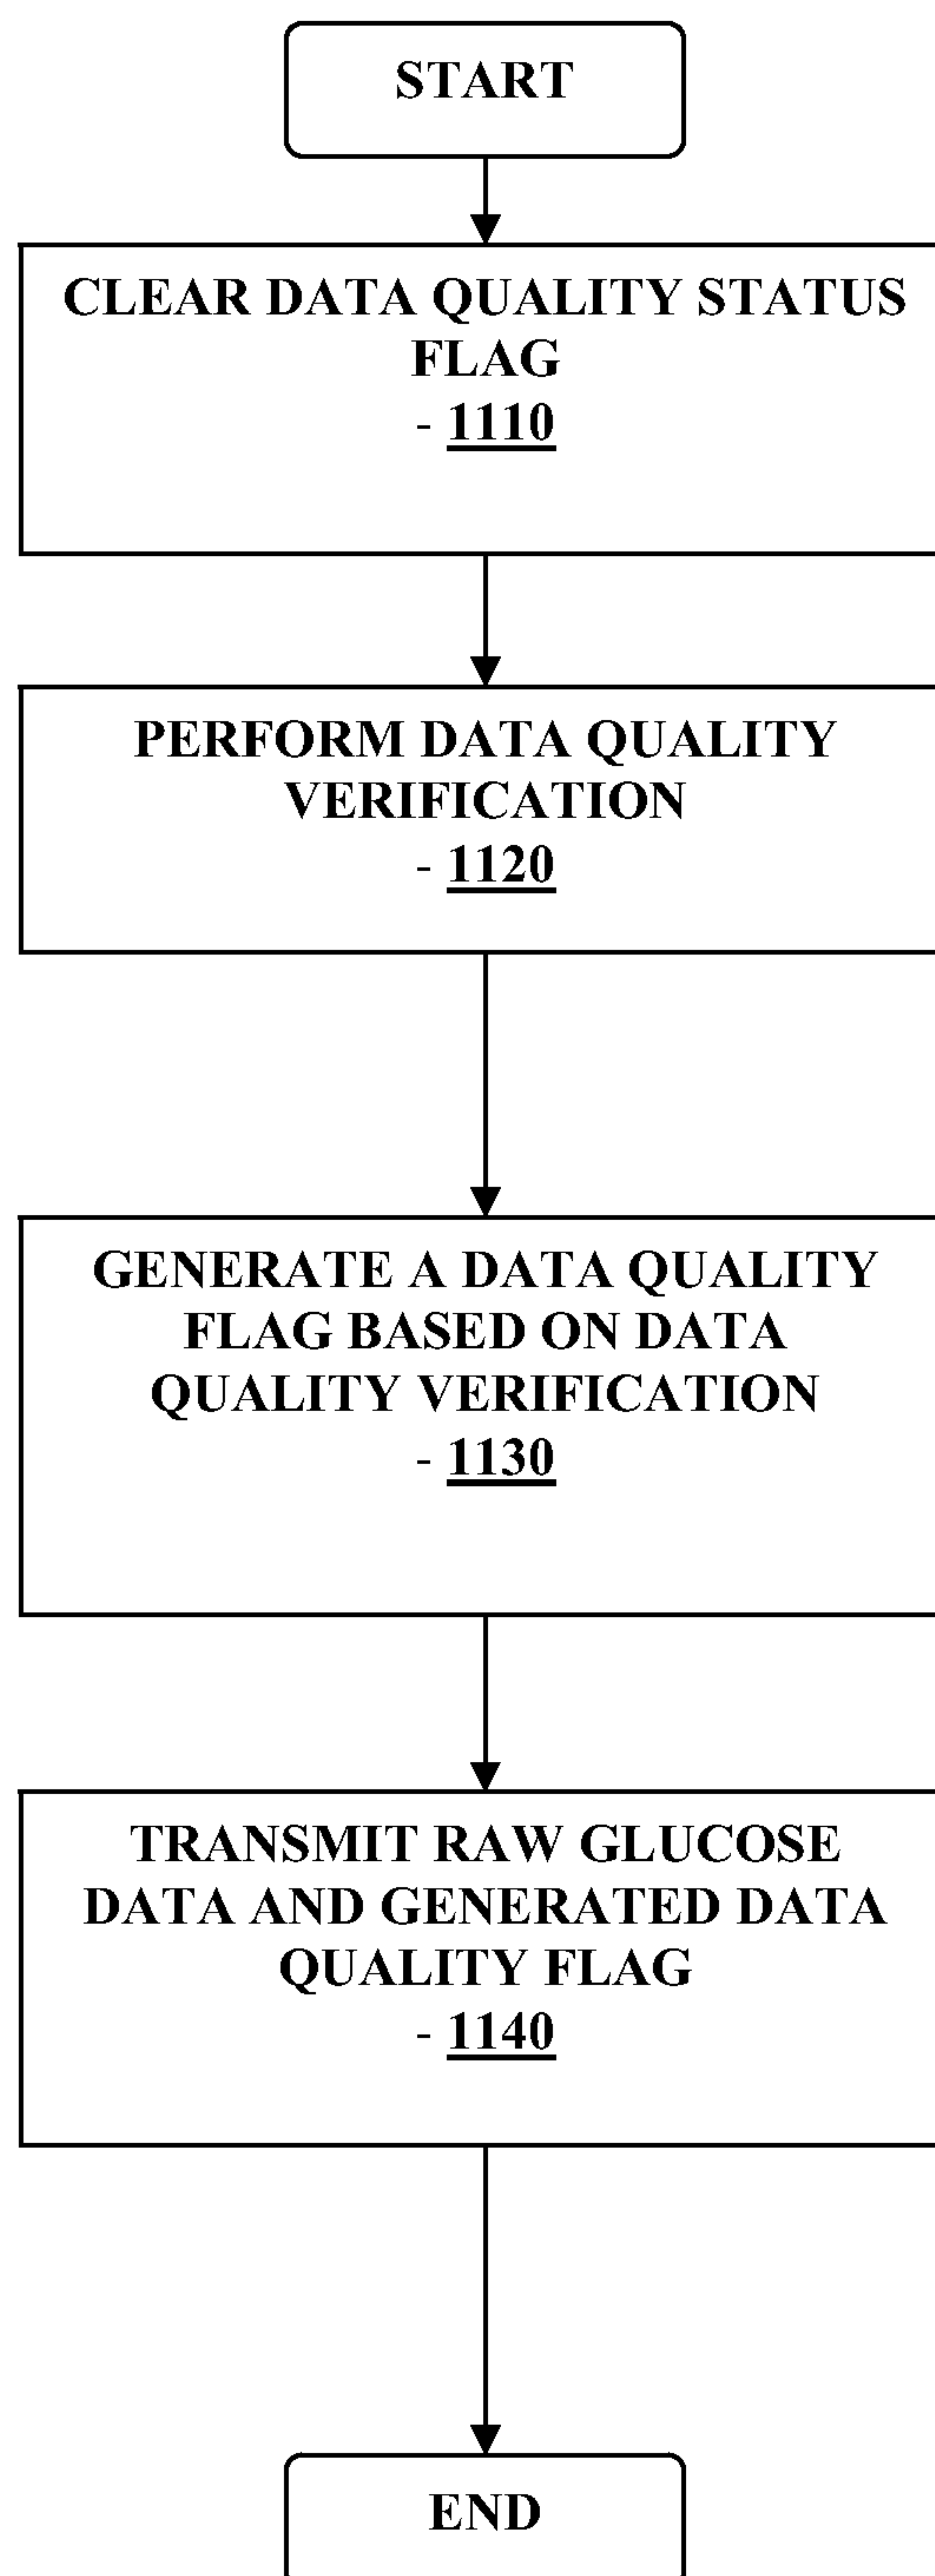 START
CLEAR DATA QUALITY STATUS
FLAG
- 1110
PERFORM DATA QUALITY
VERIFICATION
- 1120
GENERATE A DATA QUALITY
FLAG BASED ON DATA
QUALITY VERIFICATION
- 1130
TRANSMIT RAW GLUCOSE
DATA AND GENERATED DATA
QUALITY FLAG
- 1140
END